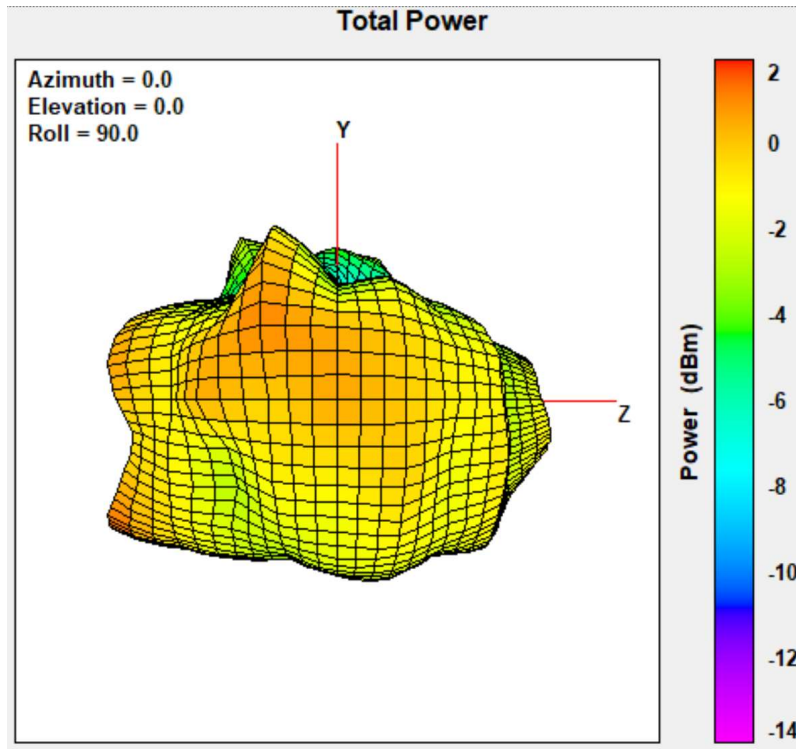 Total Power
Azimuth = 0.0
Elevation = 0.0
Roll = 90.0
Y
Z
2
0
-2
-4
-6
-8
-10
-12
-14
Power (dBm)